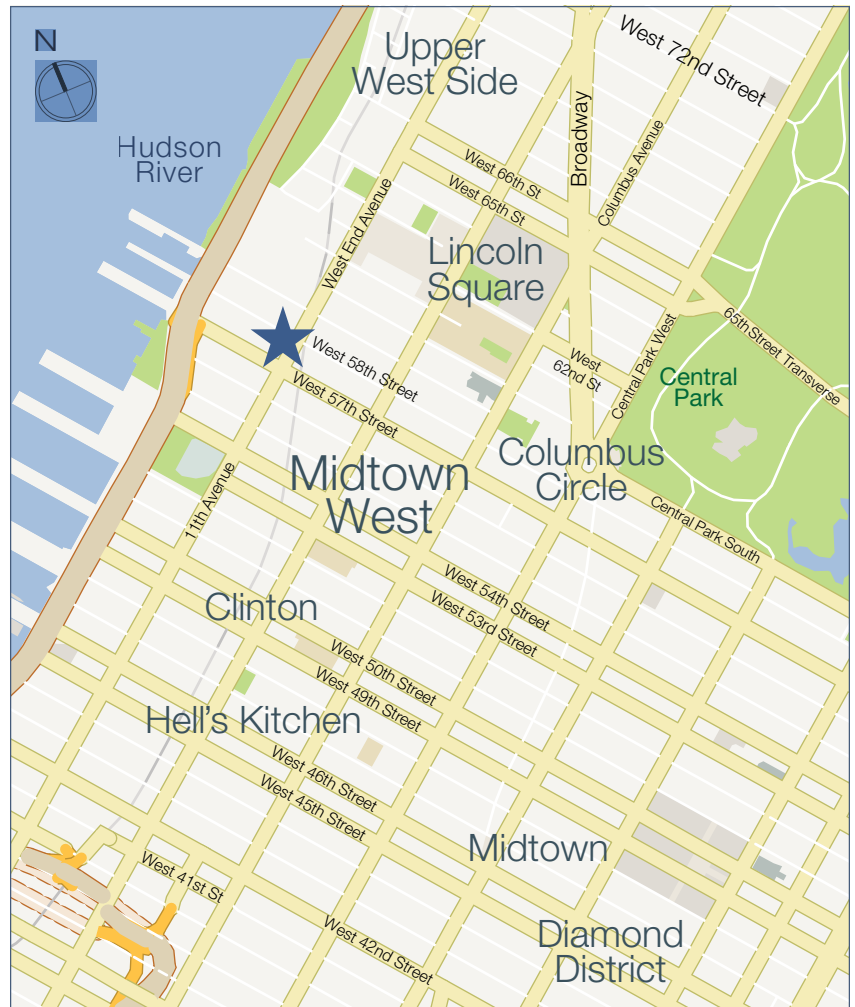 N
Upper
West Side
West 72nd Street
Hudson
River
Broadway
Columbus Avenue
West 66th St
West 65th St
West End Avenue
Lincoln
Square
65th Street Transverse
West 58th Street
West
62nd St
Central Park West
Central
Park
West 57th Street
Columbus
Circle
Midtown
West
11th Avenue
Central Park South
West 54th Street
West 53rd Street
Clinton
West 50th Street
West 49th Street
Hell's Kitchen
West 46th Street
West 45th Street
Midtown
West 41st St
West 42nd Street
Diamond
District